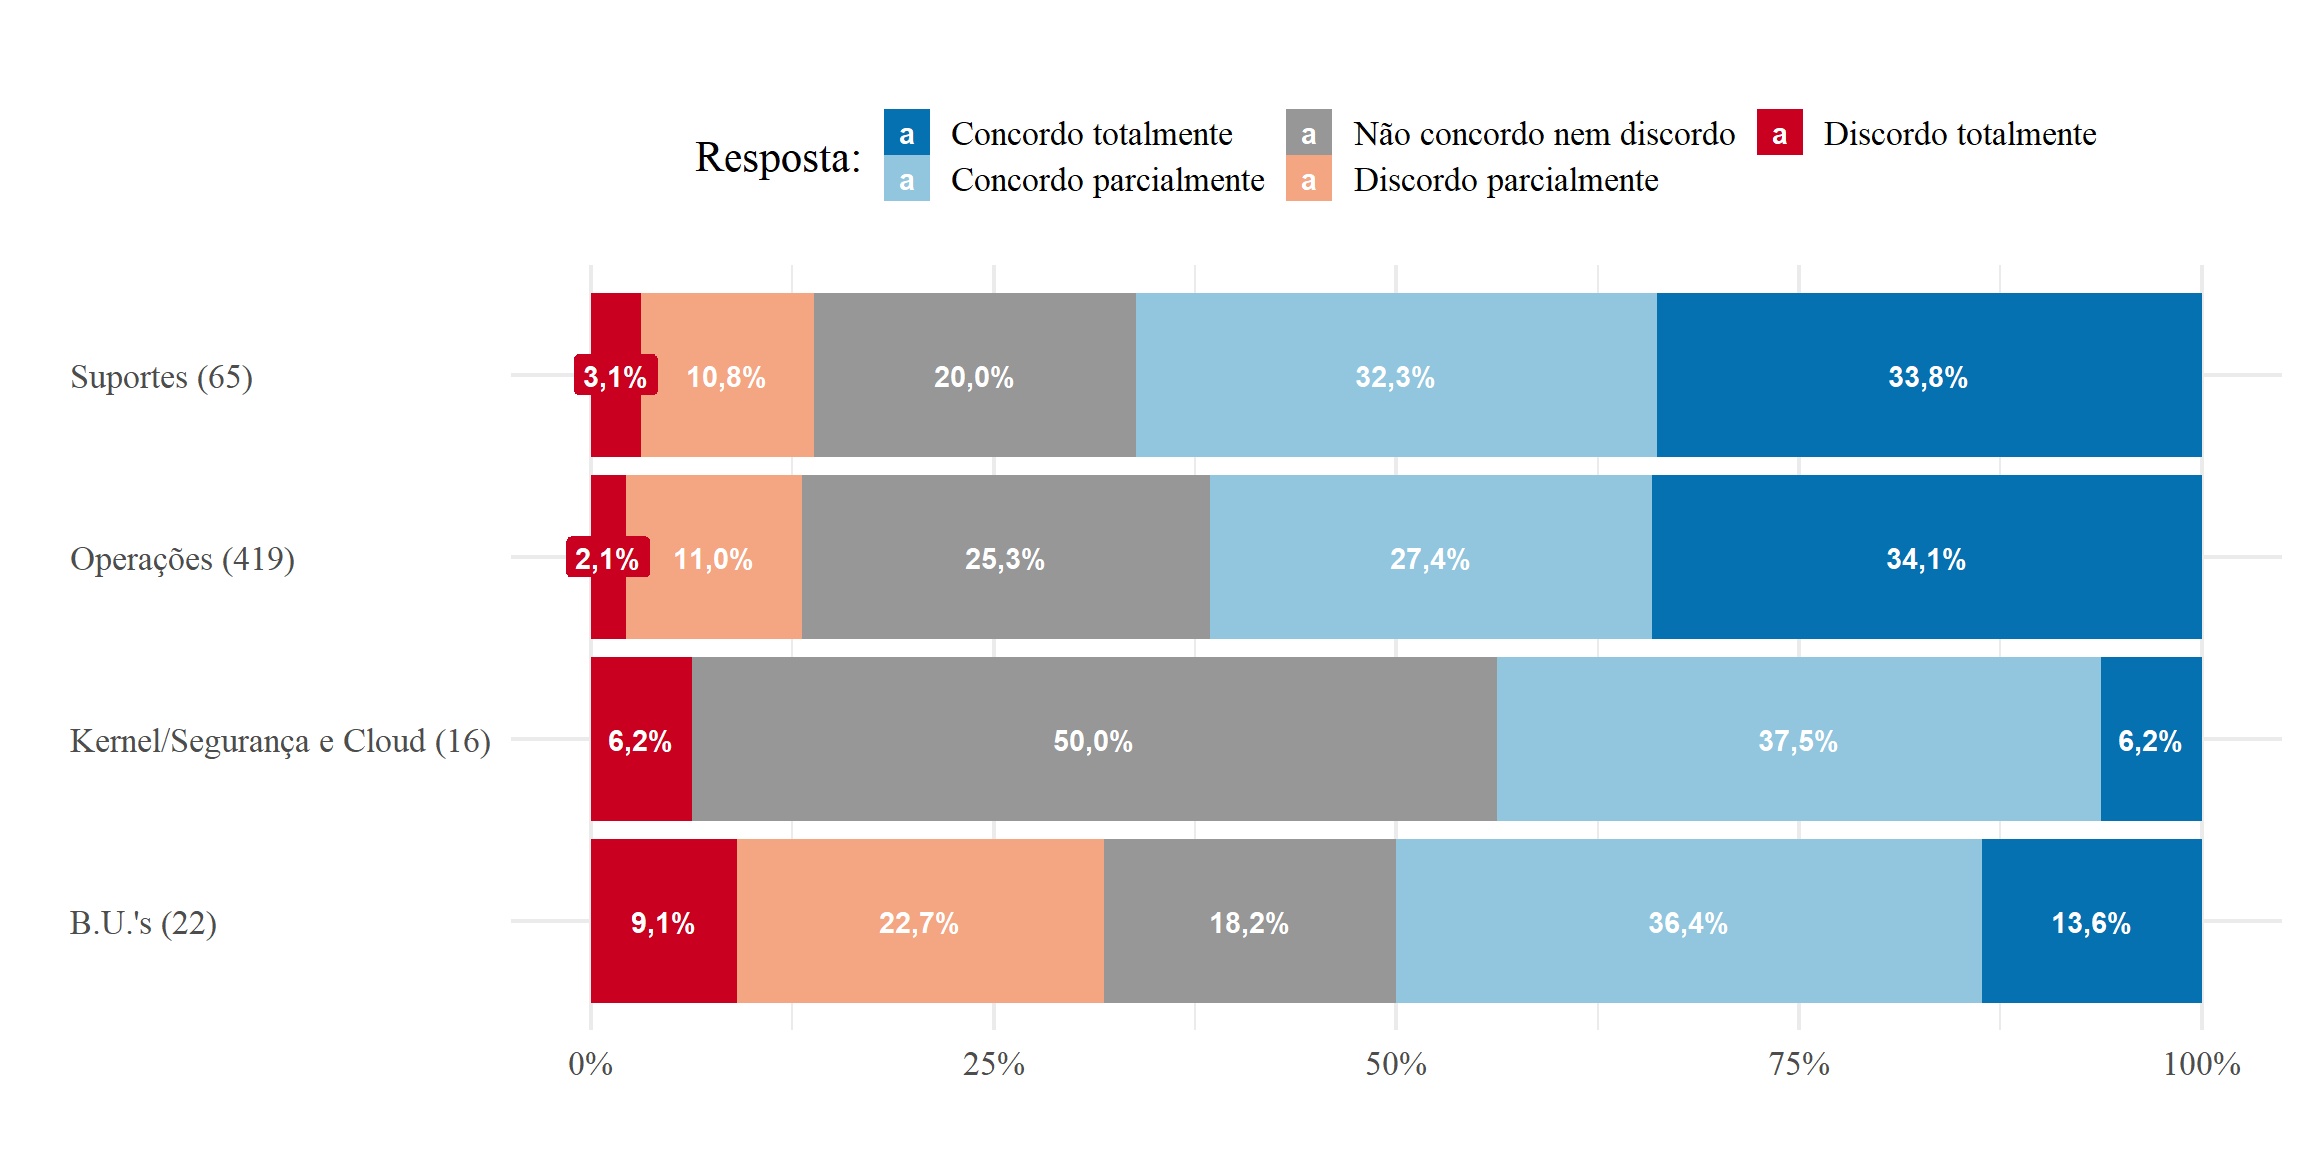 Resposta:
a Concordo totalmente
a Concordo parcialmente
a Não concordo nem discordo
a Discordo parcialmente
a Discordo totalmente
Suportes (65)
3,1% 10,8% 20,0% 32,3% 33,8%
Operações (419)
2,1% 11,0% 25,3% 27,4% 34,1%
Kernel/Segurança e Cloud (16)
6,2% 50,0% 37,5% 6,2%
B.U.'s (22)
9,1% 22,7% 18,2% 36,4% 13,6%
0% 25% 50% 75% 100%